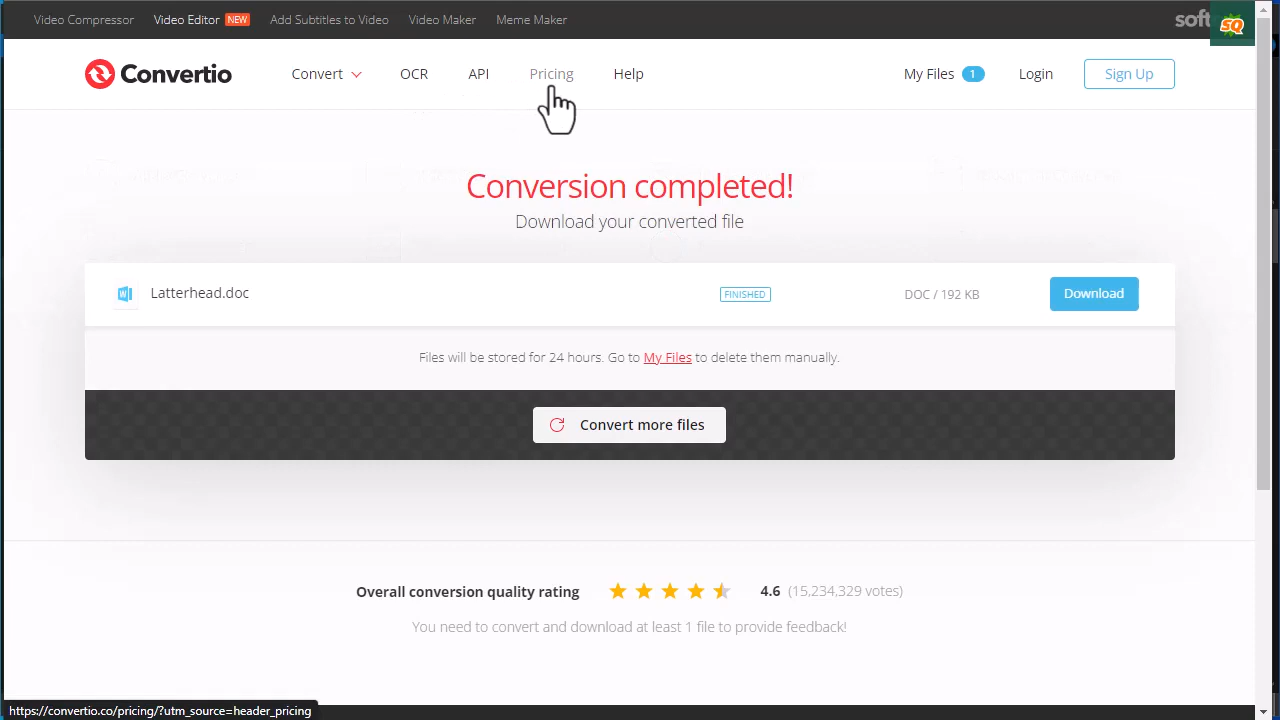 Video Compressor Video Editor NEW Add Subtitles to Video Video Maker Meme Maker soft
SQ
Convertio Convert OCR API Pricing Help My Files 1 Login Sign Up
Conversion completed!
Download your converted file
Latterhead.doc FINISHED DOC / 192 KB Download
Files will be stored for 24 hours. Go to My Files to delete them manually.
Convert more files
Overall conversion quality rating 4.6 (15,234,329 votes)
You need to convert and download at least 1 file to provide feedback!
https://convertio.co/pricing/?utm_source=header_pricing